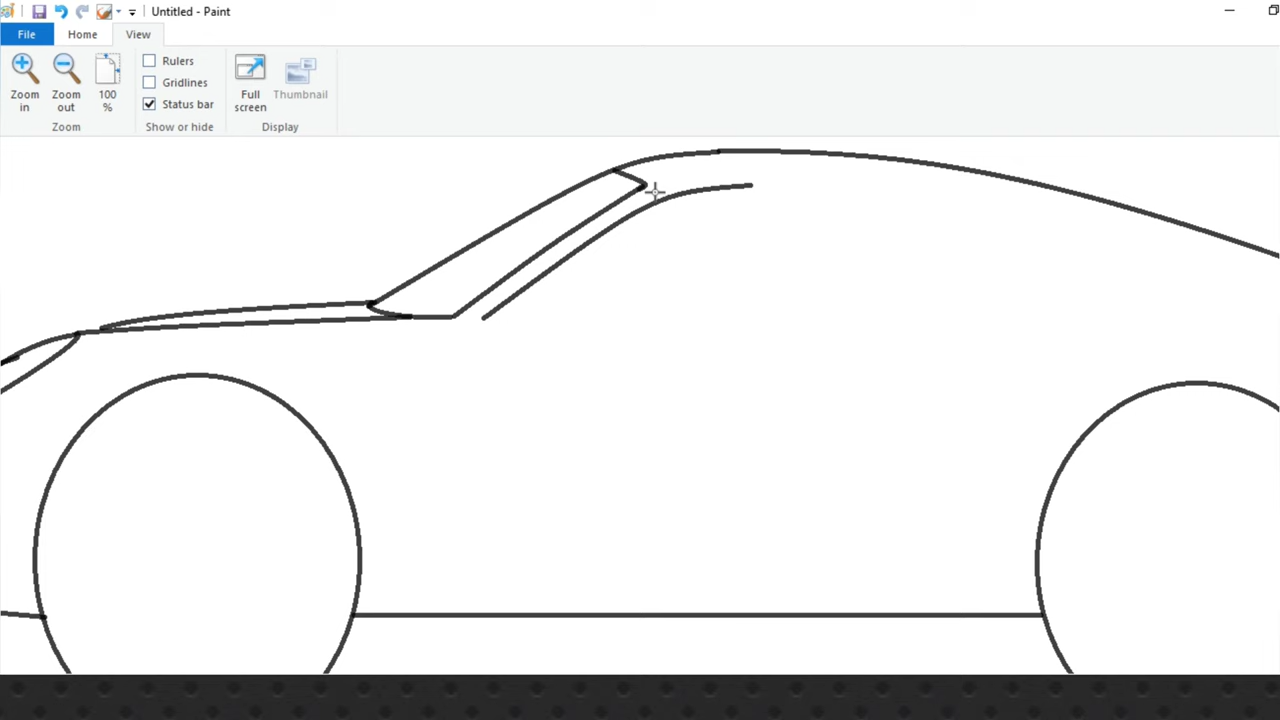 Untitled - Paint
File Home View
Zoom in
Zoom out
100 %
Rulers
Gridlines
Status bar
Full screen
Thumbnail
Zoom
Show or hide
Display